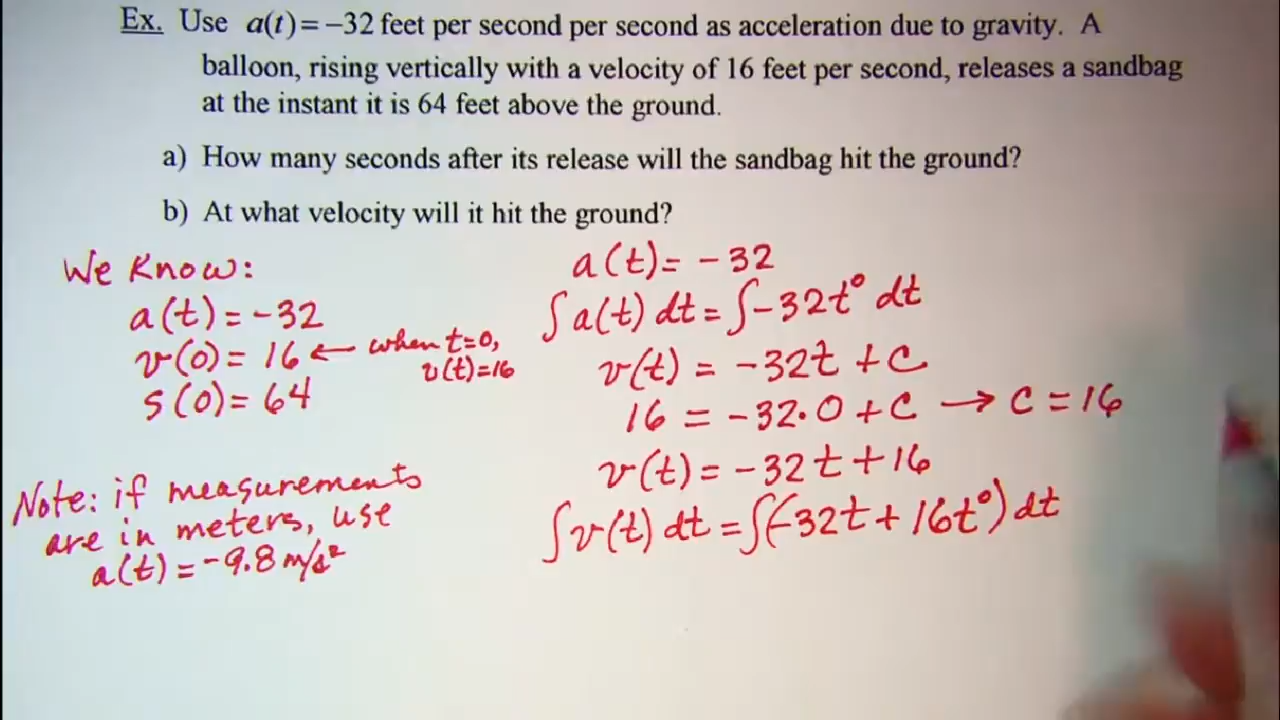 Ex. Use a(t) = −32 feet per second per second as acceleration due to gravity. A
balloon, rising vertically with a velocity of 16 feet per second, releases a sandbag
at the instant it is 64 feet above the ground.
a) How many seconds after its release will the sandbag hit the ground?
b) At what velocity will it hit the ground?
We Know:
a(t) = -32
v(0) = 16 ← when t=0,
v(t)=16
s(0) = 64
Note: if measurements
are in meters, use
a(t) = -9.8 m/s²
a(t) = -32
∫a(t) dt = ∫-32t⁰ dt
v(t) = -32t + C
16 = -32·0 + C → C = 16
v(t) = -32t + 16
∫v(t) dt = ∫(-32t + 16t⁰) dt